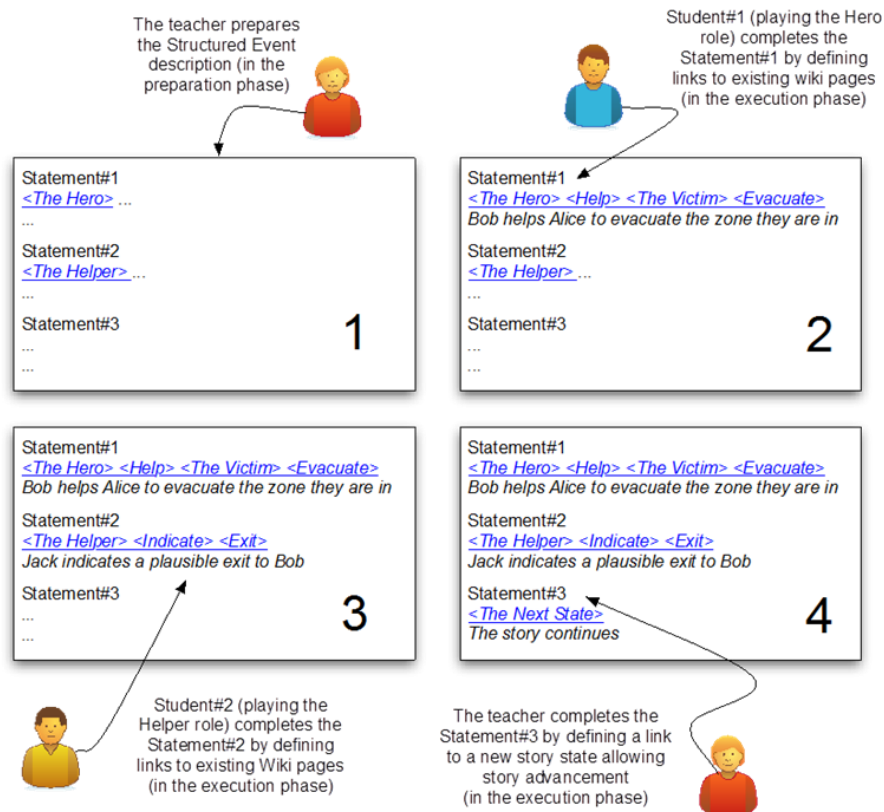 The teacher prepares
the Structured Event
description (in the
preparation phase)
Student#1 (playing the Hero
role) completes the
Statement#1 by defining
links to existing wiki pages
(in the execution phase)
Statement#1
<The Hero> ...
...
Statement#2
<The Helper> ...
...
Statement#3
...
...
1
Statement#1
<The Hero> <Help> <The Victim> <Evacuate>
Bob helps Alice to evacuate the zone they are in
Statement#2
<The Helper> ...
...
Statement#3
...
...
2
Statement#1
<The Hero> <Help> <The Victim> <Evacuate>
Bob helps Alice to evacuate the zone they are in
Statement#2
<The Helper> <Indicate> <Exit>
Jack indicates a plausible exit to Bob
Statement#3
...
...
3
Statement#1
<The Hero> <Help> <The Victim> <Evacuate>
Bob helps Alice to evacuate the zone they are in
Statement#2
<The Helper> <Indicate> <Exit>
Jack indicates a plausible exit to Bob
Statement#3
<The Next State>
The story continues
4
Student#2 (playing the
Helper role) completes the
Statement#2 by defining
links to existing Wiki pages
(in the execution phase)
The teacher completes the
Statement#3 by defining a link
to a new story state allowing
story advancement
(in the execution phase)